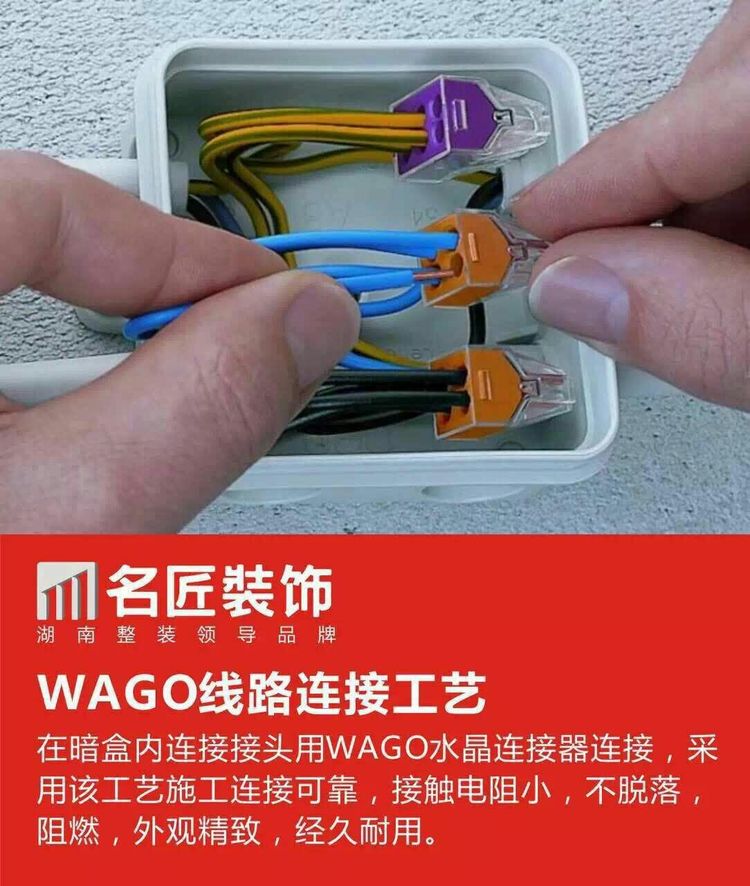 名匠装饰
湖南整装领导品牌
WAGO线路连接工艺
在暗盒内连接接头用WAGO水晶连接器连接，采
用该工艺施工连接可靠，接触电阻小，不脱落，
阻燃，外观精致，经久耐用。